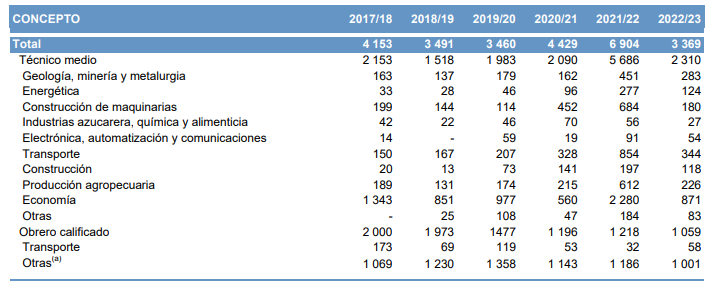 CONCEPTO 2017/18 2018/19 2019/20 2020/21 2021/22 2022/23
Total 4 153 3 491 3 460 4 429 6 904 3 369
Técnico medio 2 153 1 518 1 983 2 090 5 686 2 310
Geología, minería y metalurgia 163 137 179 162 451 283
Energética 33 28 46 96 277 124
Construcción de maquinarias 199 144 114 452 684 180
Industrias azucarera, química y alimenticia 42 22 46 70 56 27
Electrónica, automatización y comunicaciones 14 - 59 19 91 54
Transporte 150 167 207 328 854 344
Construcción 20 13 73 141 197 118
Producción agropecuaria 189 131 174 215 612 226
Economía 1 343 851 977 560 2 280 871
Otras - 25 108 47 184 83
Obrero calificado 2 000 1 973 1477 1 196 1 218 1 059
Transporte 173 69 119 53 32 58
Otras(a) 1 069 1 230 1 358 1 143 1 186 1 001